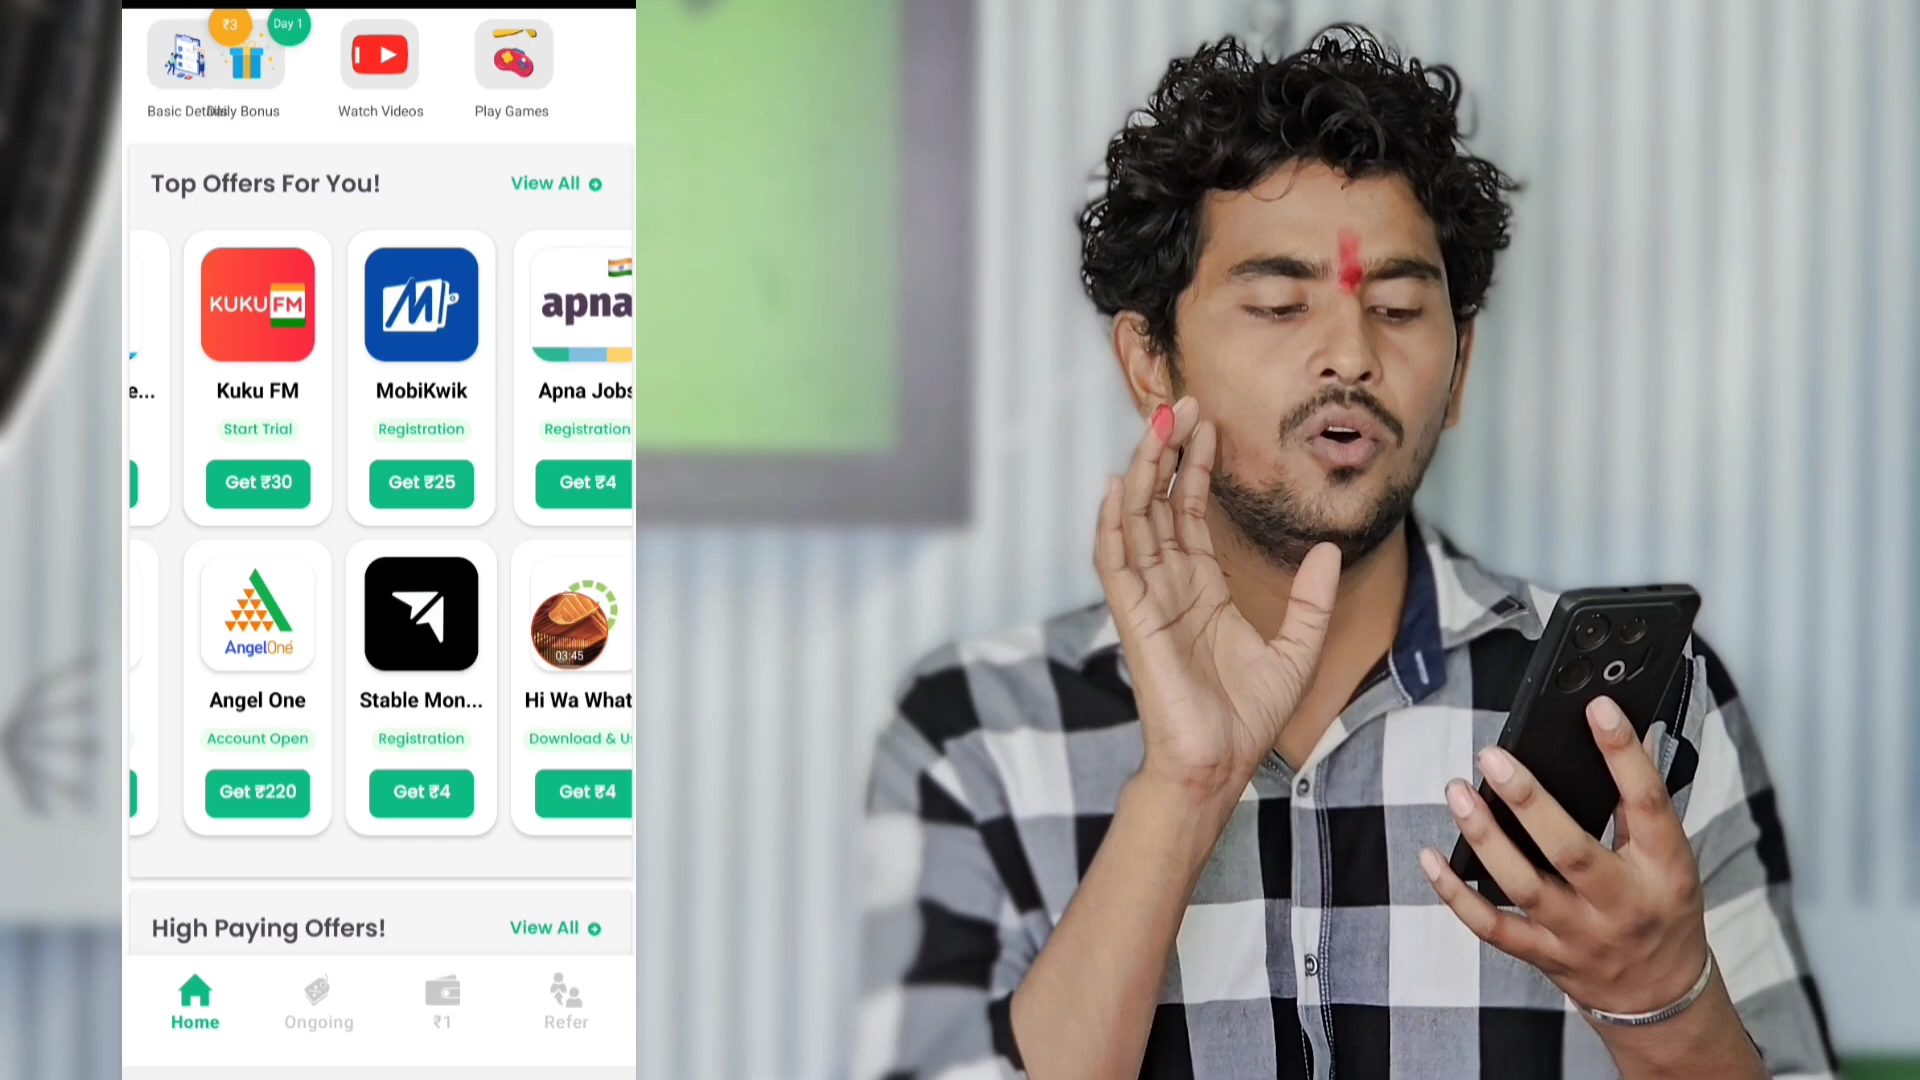 ₹3
Day 1
Basic Details
Daily Bonus
Watch Videos
Play Games
Top Offers For You!
View All
KUKU FM
apna
e...
Kuku FM
MobiKwik
Apna Jobs
Start Trial
Registration
Registration
Get ₹30
Get ₹25
Get ₹4
AngelOne
03:45
Angel One
Stable Mon...
Hi Wa What
Account Open
Registration
Download & Us
Get ₹220
Get ₹4
Get ₹4
High Paying Offers!
View All
Home
Ongoing
₹1
Refer